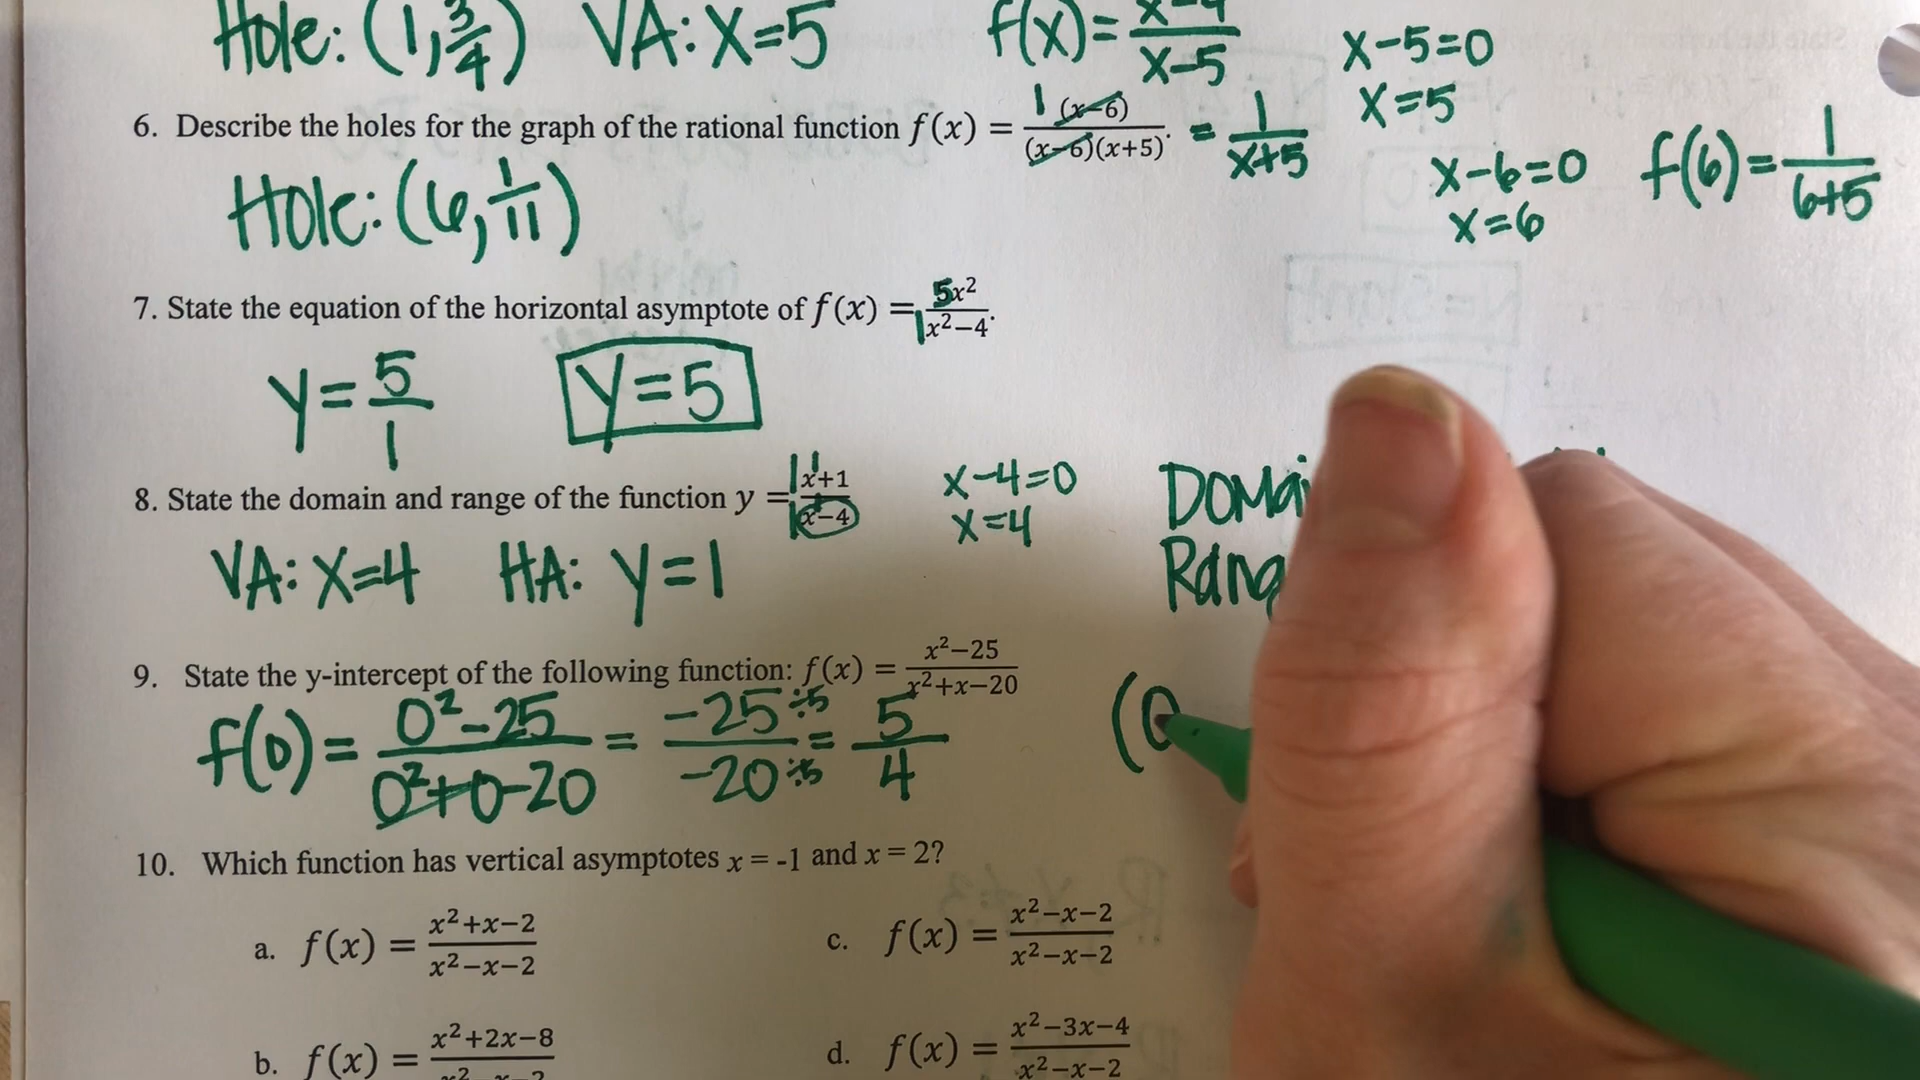 Hole: (1, 3/4) VA: X=5 f(x)= x-4/x-5 x-5=0
x=5
6. Describe the holes for the graph of the rational function f(x) = 1(x-6)/(x-6)(x+5). = 1/x+5
x-6=0 f(6)= 1/6+5
x=6
Hole: (6, 1/11)
7. State the equation of the horizontal asymptote of f(x) = 5x²/1x²-4.
y= 5/1 y=5
8. State the domain and range of the function y = 1x+1/1x-4
x-4=0
x=4
VA: X=4 HA: y=1
9. State the y-intercept of the following function: f(x) = x²-25/x²+x-20
f(0)= 0²-25/0²+0-20 = -25÷5/-20÷5 = 5/4 (0
10. Which function has vertical asymptotes x = -1 and x = 2?
a. f(x) = x²+x-2/x²-x-2
c. f(x) = x²-x-2/x²-x-2
b. f(x) = x²+2x-8
d. f(x) = x²-3x-4/x²-x-2